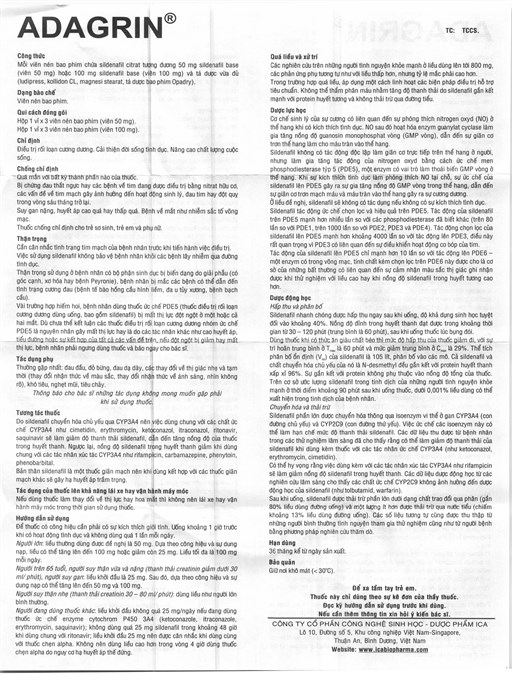 ADAGRIN®
TC: TCCS.
Công thức
Mỗi viên nén bao phim chứa sildenafil citrat tương đương 50 mg sildenafil base
(viên 50 mg) hoặc 100 mg sildenafil base (viên 100 mg) và tá dược vừa đủ
(ludipress, kollidon CL, magnesi stearat, tá dược bao phim Opadry).
Dạng bào chế
Viên nén bao phim.
Qui cách đóng gói
Hộp 1 vỉ x 3 viên nén bao phim (viên 50 mg).
Hộp 1 vỉ x 3 viên nén bao phim (viên 100 mg).
Chỉ định
Điều trị rối loạn cương dương. Cải thiện đời sống tình dục. Nâng cao chất lượng cuộc
sống.
Chống chỉ định
Quá mẫn với bất kỳ thành phần nào của thuốc.
Bị chứng đau thắt ngực hay các bệnh về tim đang được điều trị bằng nitrat hữu cơ,
các vấn đề về tim mạch gây ảnh hưởng đến hoạt động sinh lý, đau tim hay đột quỵ
trong vòng sáu tháng trở lại.
Suy gan nặng, huyết áp cao quá hay thấp quá. Bệnh về mắt như nhiễm sắc tố võng
mạc.
Thuốc chống chỉ định cho trẻ sơ sinh, trẻ em và phụ nữ.
Thận trọng
Cần cân nhắc tình trạng tim mạch của bệnh nhân trước khi tiến hành việc điều trị.
Việc sử dụng sildenafil không bảo vệ bệnh nhân khỏi các bệnh lây nhiễm qua đường
tình dục.
Thận trọng sử dụng ở bệnh nhân có bộ phận sinh dục bị biến dạng do giải phẫu (có
góc cạnh, xơ hóa hay bệnh Peyronie), bệnh nhân bị mắc các bệnh có thể dẫn đến
tình trạng cương đau (bệnh tế bào hồng cầu hình liềm, đa u tủy xương, bệnh bạch
cầu).
Vài trường hợp hiếm hoi, bệnh nhân dùng thuốc ức chế PDE5 (thuốc điều trị rối loạn
cương dương dùng uống, bao gồm sildenafil) bị mất thị lực đột ngột ở một hoặc cả
hai mắt. Dù chưa thể kết luận các thuốc điều trị rối loạn cương dương nhóm ức chế
PDE5 là nguyên nhân gây mất thị lực hay là do các tác nhân khác như cao huyết áp,
tiểu đường hoặc sự kết hợp của tất cả các vấn đề trên, nếu đột ngột bị giảm hay mất
thị lực, bệnh nhân phải ngưng dùng thuốc và báo ngay cho bác sĩ.
Tác dụng phụ
Thường gặp nhất: đau đầu, đỏ bừng, đau dạ dày, các thay đổi về thị giác nhẹ và tạm
thời (thay đổi nhận thức về màu sắc, thay đổi nhận thức về ánh sáng, nhìn không
rõ), khó tiêu, nghẹt mũi, tiêu chảy.
Thông báo cho bác sĩ những tác dụng không mong muốn gặp phải
khi sử dụng thuốc.
Tương tác thuốc
Do sildenafil chuyển hóa chủ yếu qua CYP3A4 nên việc dùng chung với các chất ức
chế CYP3A4 như cimetidin, erythromycin, ketoconazol, itraconazol, ritonavir,
saquinavir sẽ làm giảm độ thanh thải sildenafil, dẫn đến tăng nồng độ của thuốc
trong huyết thanh. Ngược lại, nồng độ sildenafil trong huyết thanh giảm khi dùng
chung với các tác nhân xúc tác CYP3A4 như rifampicin, carbamazepine, phenytoin,
phenobarbital.
Bản thân sildenafil là một thuốc giãn mạch nên khi dùng kết hợp với các thuốc giãn
mạch khác sẽ gây hạ huyết áp trầm trọng.
Tác dụng của thuốc lên khả năng lái xe hay vận hành máy móc
Nếu dùng thuốc làm thay đổi về thị lực hay hoa mắt thì không nên lái xe hay vận
hành máy móc trong thời gian sử dụng thuốc.
Hướng dẫn sử dụng
Để thuốc có công hiệu cần phải có sự kích thích giới tính. Uống khoảng 1 giờ trước
khi có hoạt động tình dục và không dùng quá 1 lần mỗi ngày.
Người lớn: liều thường dùng được đề nghị là 50 mg. Dựa theo công hiệu và sự dung
nạp, liều có thể tăng lên đến 100 mg hoặc giảm còn 25 mg. Liều tối đa là 100 mg
mỗi ngày.
Người trên 65 tuổi, người suy thận vừa và nặng (thanh thải creatinin giảm dưới 30
ml/ phút), người suy gan: liều khởi đầu là 25 mg. Sau đó, dựa theo công hiệu và sự
dung nạp có thể tăng lên đến 50 mg và 100 mg.
Người suy thận nhẹ (thanh thải creatinin 30 – 80 ml/ phút): dùng liều như người lớn
bình thường.
Người đang dùng thuốc khác: liều khởi đầu không quá 25 mg/ngày nếu đang dùng
thuốc ức chế enzyme cytochrom P450 3A4 (ketoconazole, itraconazole,
erythromycin, saquinavir); không dùng quá 25 mg sildenafil trong khoảng 48 giờ
khi dùng chung với ritonavir; liều khởi đầu 25 mg nên được cân nhắc khi dùng cùng
với thuốc chẹn alpha. Không nên dùng liều cao hơn trong vòng 4 giờ dùng thuốc
chẹn alpha do nguy cơ hạ huyết áp thế đứng.
Quá liều và xử trí
Các nghiên cứu trên những người tình nguyện khỏe mạnh ở liều dùng lên tới 800 mg,
các phản ứng phụ tương tự như với liều thấp hơn, nhưng tỷ lệ mắc phải cao hơn.
Trong trường hợp quá liều, áp dụng một cách linh hoạt các biện pháp điều trị hỗ trợ
tiêu chuẩn. Không thể thẩm phân máu nhằm tăng độ thanh thải do sildenafil gắn kết
mạnh với protein huyết tương và không thải trừ qua đường tiểu.
Dược lực học
Cơ chế sinh lý của sự cương có liên quan đến sự phóng thích nitrogen oxyd (NO) ở
thể hang khi có kích thích tình dục. NO sau đó hoạt hóa enzym guanylat cyclase làm
gia tăng nồng độ guanosin monophosphat vòng (GMP vòng), dẫn đến sự giãn cơ
trơn thể hang làm cho máu tràn vào thể hang.
Sildenafil không có tác động độc lập làm giãn cơ trực tiếp trên thể hang ở người,
nhưng làm gia tăng tác động của nitrogen oxyd bằng cách ức chế men
phosphodiesterase týp 5 (PDE5), một enzym có vai trò làm thoái biến GMP vòng ở
thể hang. Khi sự kích thích tình dục làm phóng thích NO tại chỗ, sự ức chế của
sildenafil lên PDE5 gây ra sự gia tăng nồng độ GMP vòng trong thể hang, dẫn đến
sự giãn cơ trơn mạch và máu tràn vào thể hang gây ra sự cương dương.
Ở liều đề nghị, sildenafil sẽ không có tác dụng nếu không có sự kích thích tình dục.
Sildenafil tác động ức chế chọn lọc và hiệu quả trên PDE5. Tác động của sildenafil
trên PDE5 mạnh hơn nhiều lần so với các phosphodiesterase đã biết khác (trên 80
lần so với PDE1, trên 1000 lần so với PDE2, PDE3 và PDE4). Tác động chọn lọc của
sildenafil lên PDE5 mạnh hơn khoảng 4000 lần so với tác động lên PDE3, điều này
rất quan trọng vì PDE3 có liên quan đến sự điều khiển hoạt động co bóp của tim.
Tác động của sildenafil lên PDE5 chỉ mạnh hơn 10 lần so với tác động lên PDE6 –
một enzym có trong võng mạc, tính chất kém chọn lọc trên PDE6 này được cho là cơ
sở của những bất thường có liên quan đến sự cảm nhận màu sắc thị giác ghi nhận
được khi thử nghiệm với liều cao hay khi nồng độ sildenafil trong huyết tương cao
hơn.
Dược động học
Hấp thu và phân bố
Sildenafil nhanh chóng được hấp thu ngay sau khi uống, độ khả dụng sinh học tuyệt
đối vào khoảng 40%. Nồng độ đỉnh trong huyết thanh đạt được trong khoảng thời
gian từ 30 – 120 phút (trung bình là 60 phút), sau khi uống thuốc lúc bụng đói.
Dùng thuốc khi có thức ăn giàu chất béo thì mức độ hấp thu của thuốc giảm đi, với sự
trì hoãn trung bình ở Tmax là 60 phút và mức giảm trung bình ở Cmax là 29%. Thể tích
phân bố ổn định (Vss) của sildenafil là 105 lít, phân bố vào các mô. Cả sildenafil và
chất chuyển hóa chủ yếu của nó là N-desmethyl đều gắn kết với protein huyết thanh
xấp xỉ 96%. Sự gắn kết với protein không phụ thuộc vào nồng độ tổng của thuốc.
Trên cơ sở ước lượng sildenafil trong tinh dịch của những người tình nguyện khỏe
mạnh ở thời điểm khoảng 90 phút sau khi uống thuốc, dưới 0,001% liều dùng có thể
xuất hiện trong tinh dịch của bệnh nhân.
Chuyển hóa và thải trừ
Sildenafil phần lớn được chuyển hóa thông qua isoenzym vi thể ở gan CYP3A4 (con
đường chủ yếu) và CYP2C9 (con đường thứ yếu). Việc ức chế các isoenzym này có
thể làm hạn chế mức độ thanh thải sildenafil. Các dữ liệu thu được từ các bệnh nhân
trong các thử nghiệm lâm sàng đã cho thấy rằng có thể làm giảm độ thanh thải của
sildenafil khi dùng kèm thuốc với các tác nhân ức chế CYP3A4 (như ketoconazol,
erythromycin, cimetidin).
Có thể hy vọng rằng việc dùng kèm với các tác nhân xúc tác CYP3A4 như rifampicin
sẽ làm giảm nồng độ sildenafil trong huyết thanh. Các dữ liệu dược động học từ các
nghiên cứu lâm sàng cho thấy các chất ức chế CYP2C9 không ảnh hưởng đến dược
động học của sildenafil (như tolbutamid, warfarin).
Sau khi uống, sildenafil được thải trừ phần lớn dưới dạng chất trao đổi qua phân (gần
80% liều dùng đường uống) và một lượng ít hơn được thải trừ qua nước tiểu (chiếm
khoảng 13% liều dùng đường uống). Các số liệu tương tự cũng được thu thập từ
những người bình thường tình nguyện tham gia thử nghiệm cũng như từ người bệnh
bằng phương pháp nghiên cứu thăm dò.
Hạn dùng
36 tháng kể từ ngày sản xuất.
Bảo quản
Giữ nơi khô mát (< 30°C).
Để xa tầm tay trẻ em.
Thuốc này chỉ dùng theo sự kê đơn của thầy thuốc.
Đọc kỹ hướng dẫn sử dụng trước khi dùng.
Nếu cần thêm thông tin xin hỏi ý kiến bác sĩ.
CÔNG TY CỔ PHẦN CÔNG NGHỆ SINH HỌC - DƯỢC PHẨM ICA
Lô 10, Đường số 5, Khu công nghiệp Việt Nam-Singapore,
Thuận An, Bình Dương, Việt Nam
Website: www.icabiopharma.com